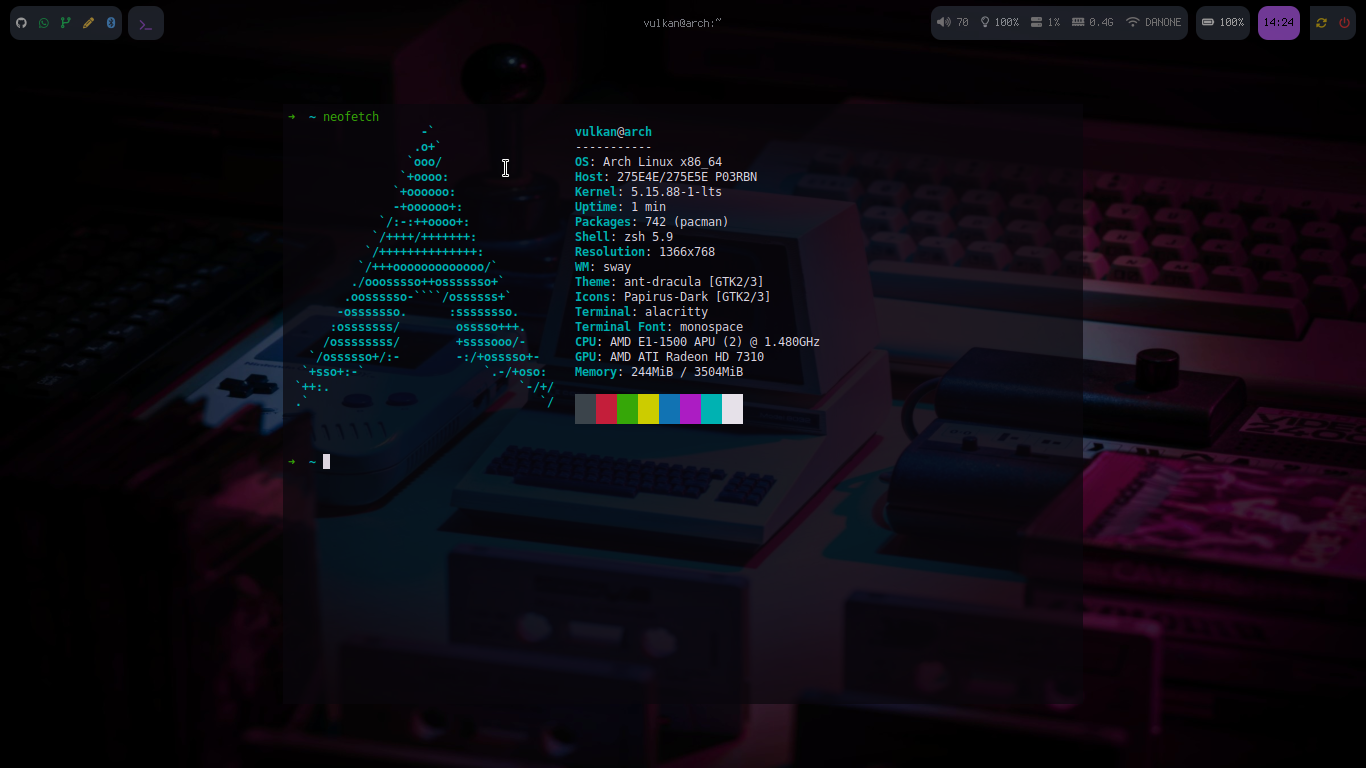 vulkan@arch:~
70 100% 1% 0.4G DANONE 100% 14:24
➜ ~ neofetch
-`
.o+`
`ooo/
`+oooo:
`+oooooo:
-+oooooo+:
`/:-:++oooo+:
`/++++/+++++++:
`/++++++++++++++:
`/+++ooooooooooooo/`
./ooosssso++osssssso+`
.oossssso-````/ossssss+`
-osssssso. :ssssssso.
:osssssss/ osssso+++.
/ossssssss/ +ssssooo/-
`/ossssso+/:- -:/+osssso+-
`+sso+:-` `.-/+oso:
`++:. `-/+/
.` `/
vulkan@arch
-----------
OS: Arch Linux x86_64
Host: 275E4E/275E5E P03RBN
Kernel: 5.15.88-1-lts
Uptime: 1 min
Packages: 742 (pacman)
Shell: zsh 5.9
Resolution: 1366x768
WM: sway
Theme: ant-dracula [GTK2/3]
Icons: Papirus-Dark [GTK2/3]
Terminal: alacritty
Terminal Font: monospace
CPU: AMD E1-1500 APU (2) @ 1.480GHz
GPU: AMD ATI Radeon HD 7310
Memory: 244MiB / 3504MiB
➜ ~